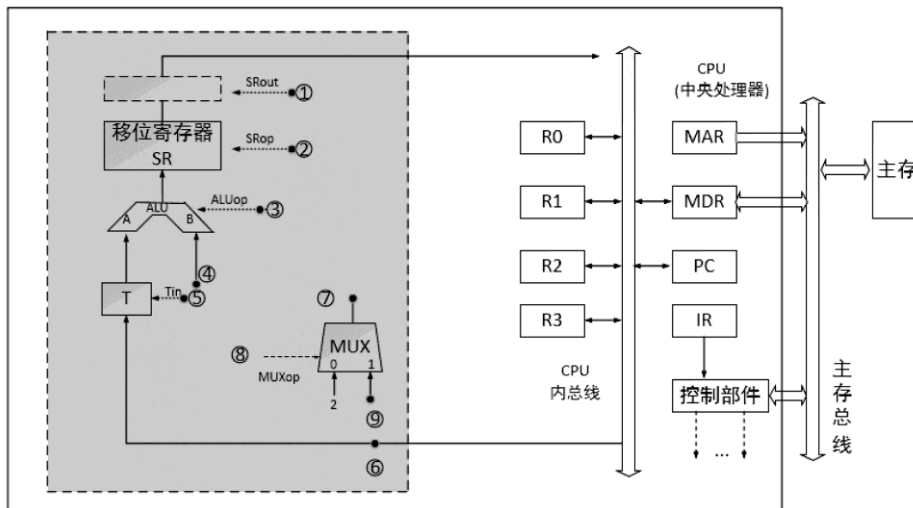 SRout
①
移位寄存器
SR
SRop
②
ALU
A
B
ALUop
③
④
T
Tin
⑤
⑦
MUX
0
1
⑧
MUXop
2
⑨
⑥
R0
R1
R2
R3
CPU
内总线
CPU
(中央处理器)
MAR
MDR
PC
IR
控制部件
...
主存总线
主存